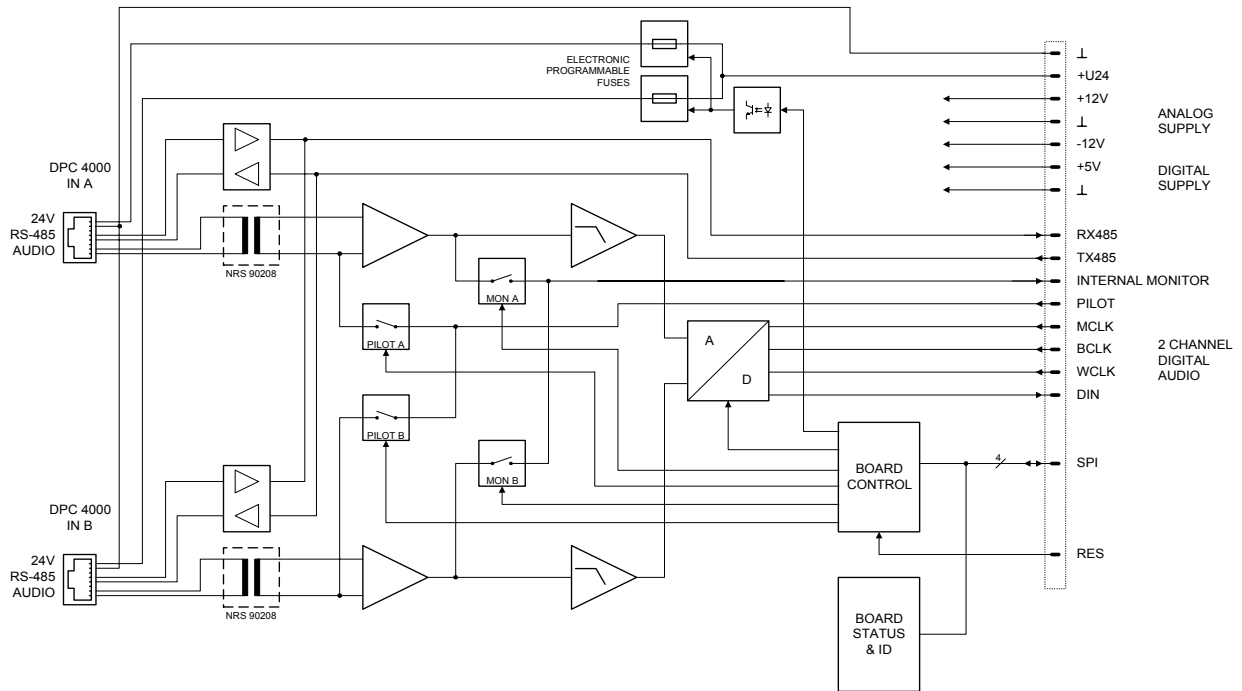 ELECTRONIC
PROGRAMMABLE
FUSES
⊥
+U24
+12V
⊥
-12V
+5V
⊥
ANALOG
SUPPLY
DIGITAL
SUPPLY
DPC 4000
IN A
24V
RS-485
AUDIO
NRS 90208
MON A
PILOT A
PILOT B
MON B
A
D
RX485
TX485
INTERNAL MONITOR
PILOT
MCLK
BCLK
WCLK
DIN
2 CHANNEL
DIGITAL
AUDIO
BOARD
CONTROL
4
SPI
RES
DPC 4000
IN B
24V
RS-485
AUDIO
NRS 90208
BOARD
STATUS
& ID